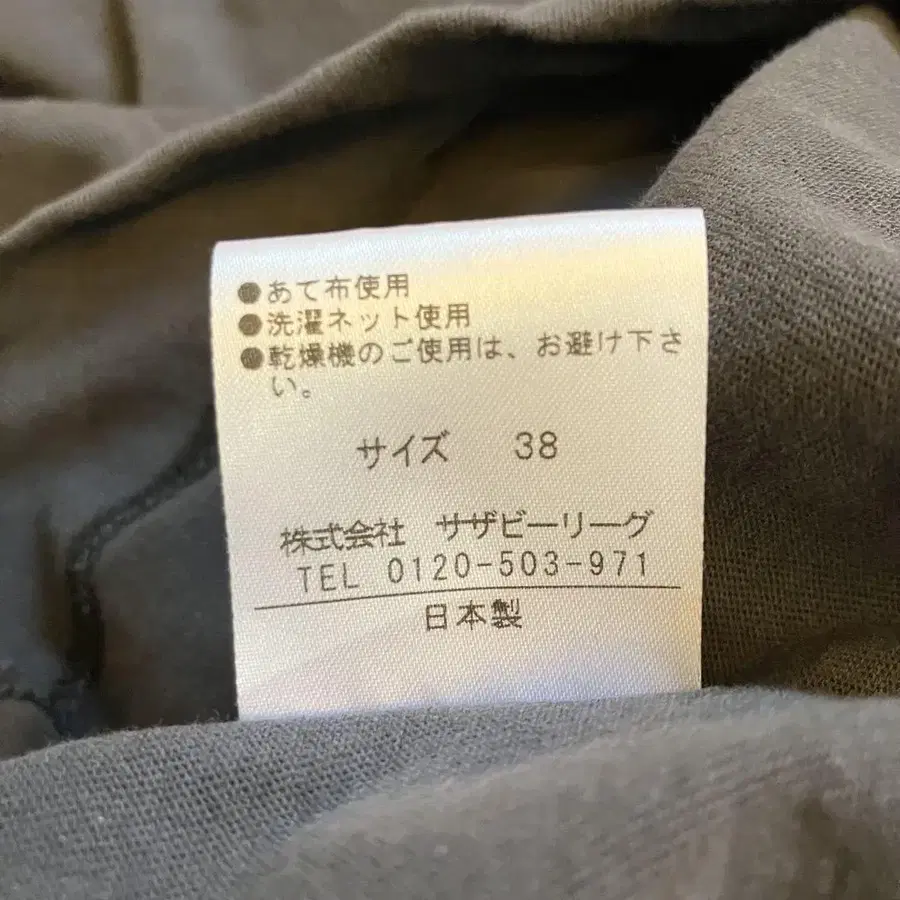 ●あて布使用
●洗濯ネット使用
●乾燥機のご使用は、お避け下さ
い。
サイズ 38
株式会社 サザビーリーグ
TEL 0120-503-971
日本製